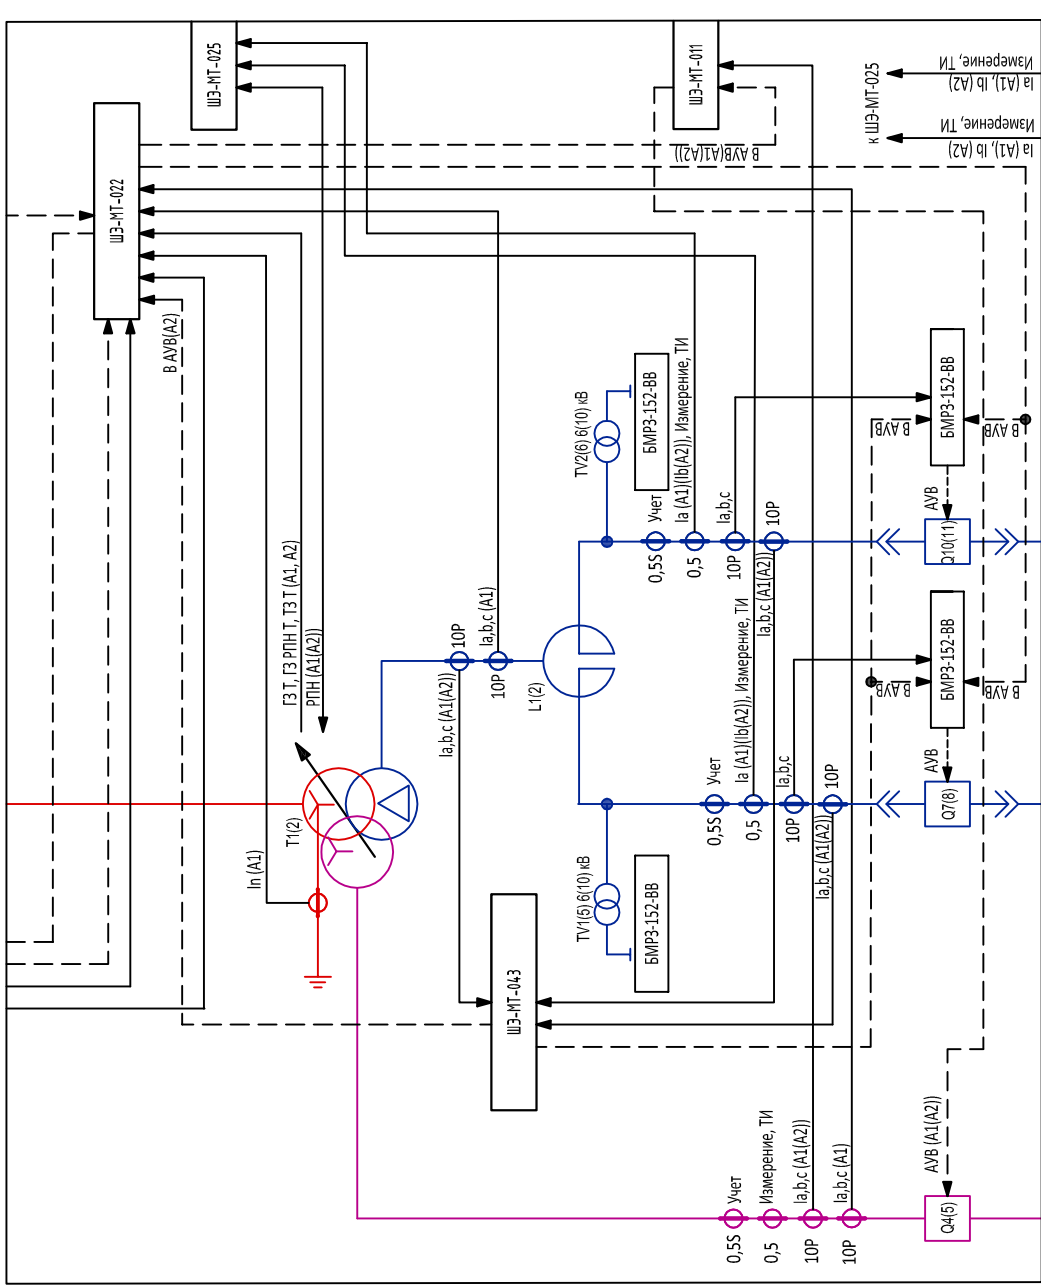 ШЭ-МТ-025
ШЭ-МТ-011
к ШЭ-МТ-025
Измерение, ТИ
Ia (A1), Ib (A2)
Измерение, ТИ
Ia (A1), Ib (A2)
ШЭ-МТ-022
В АУВ(А1(А2))
В АУВ(А2)
ГЗ Т, ГЗ РПН Т, ТЗ Т (А1, А2)
РПН (А1(А2))
In (A1)
Т1(2)
10Р
Ia,b,c (A1)
Ia,b,c (A1(A2))
10Р
L1(2)
TV2(6) 6(10) кВ
БМРЗ-152-ВВ
Учет
0,5S
Ia (A1)(Ib(A2)), Измерение, ТИ
0,5
Ia,b,c
10Р
10Р
Ia,b,c (A1(A2))
БМРЗ-152-ВВ
В АУВ
В АУВ
АУВ
Q10(11)
TV1(5) 6(10) кВ
БМРЗ-152-ВВ
Учет
0,5S
Ia (A1)(Ib(A2)), Измерение, ТИ
0,5
Ia,b,c
10Р
10Р
Ia,b,c (A1(A2))
БМРЗ-152-ВВ
В АУВ
В АУВ
АУВ
Q7(8)
ШЭ-МТ-043
Учет
0,5S
Измерение, ТИ
0,5
Ia,b,c (A1(A2))
10Р
Ia,b,c (A1)
10Р
АУВ (А1(А2))
Q4(5)